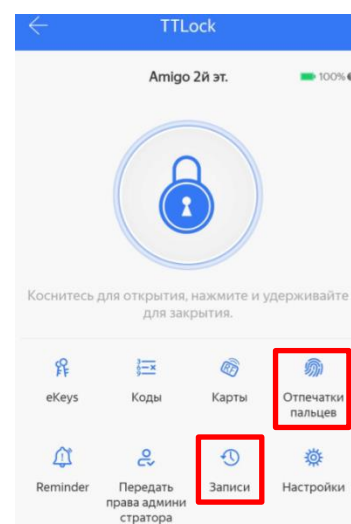 TTLock
Amigo 2й эт.
100%
Коснитесь для открытия, нажмите и удерживайте
для закрытия.
eKeys
Коды
Карты
Отпечатки
пальцев
Reminder
Передать
права админи
стратора
Записи
Настройки